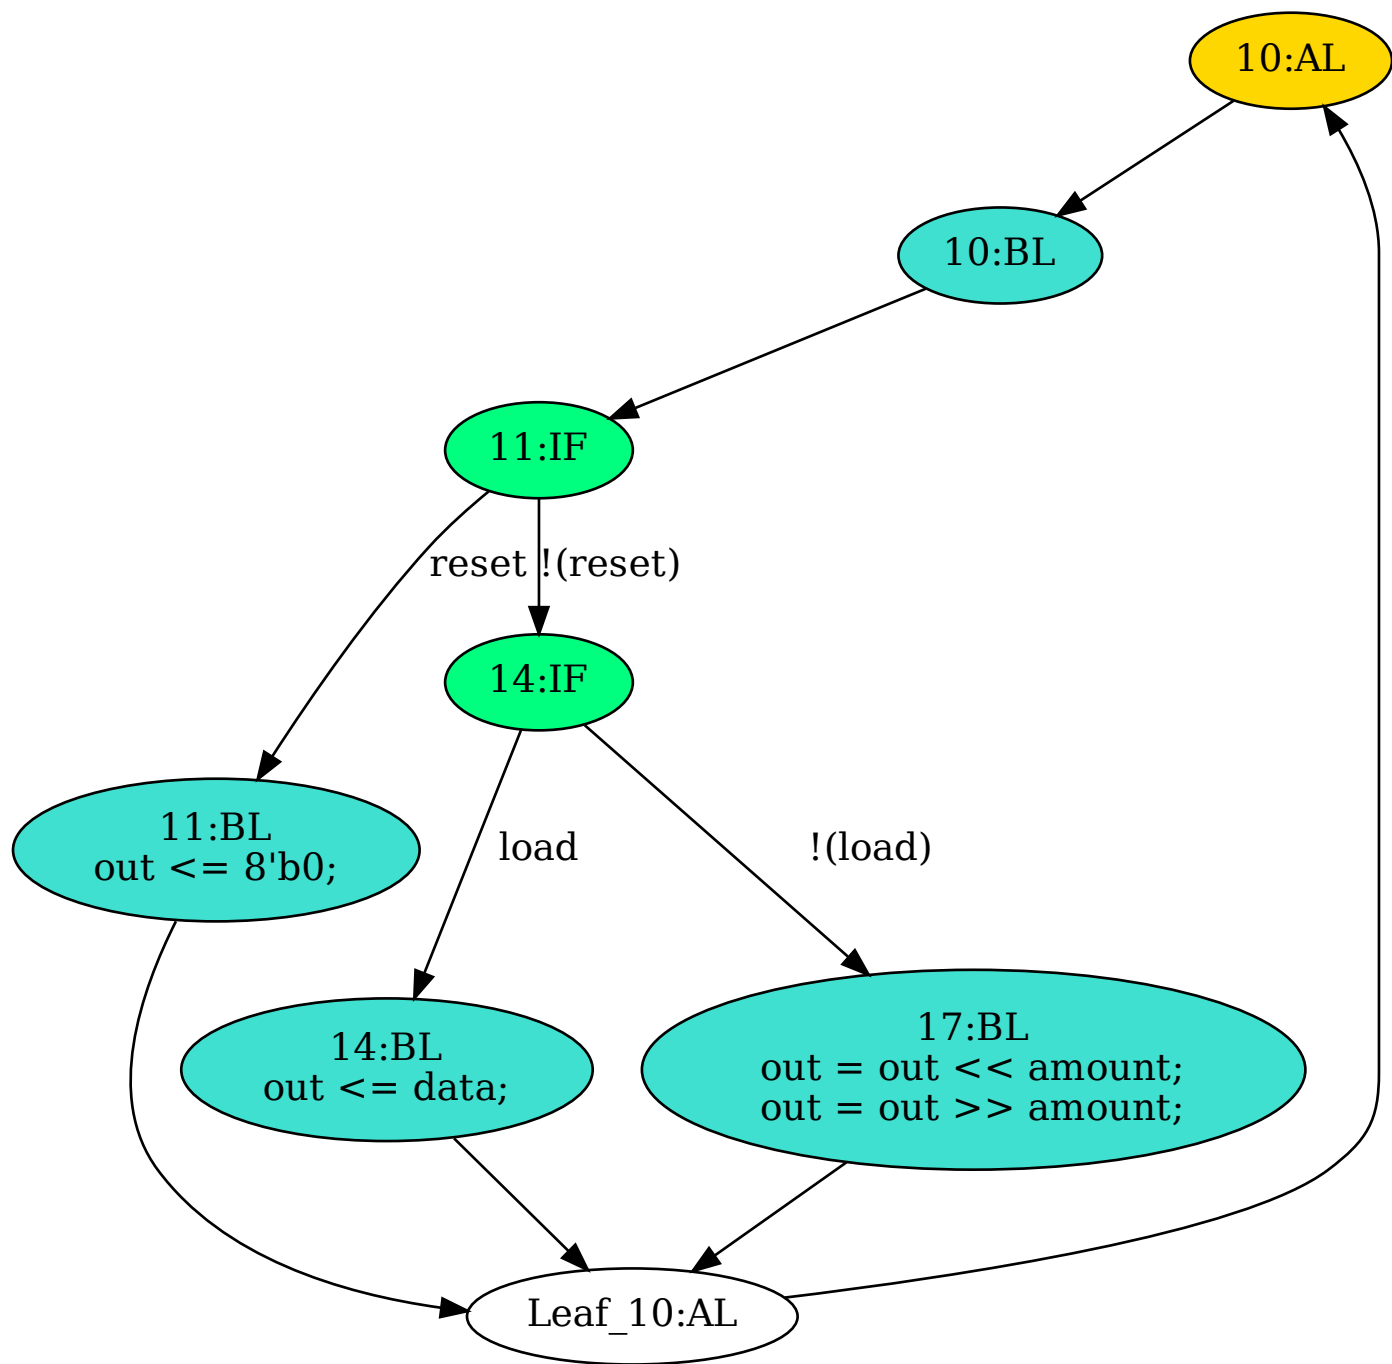 10:AL
10:BL
11:IF
reset
!(reset)
14:IF
11:BL
out <= 8'b0;
load
!(load)
14:BL
out <= data;
17:BL
out = out << amount;
out = out >> amount;
Leaf_10:AL